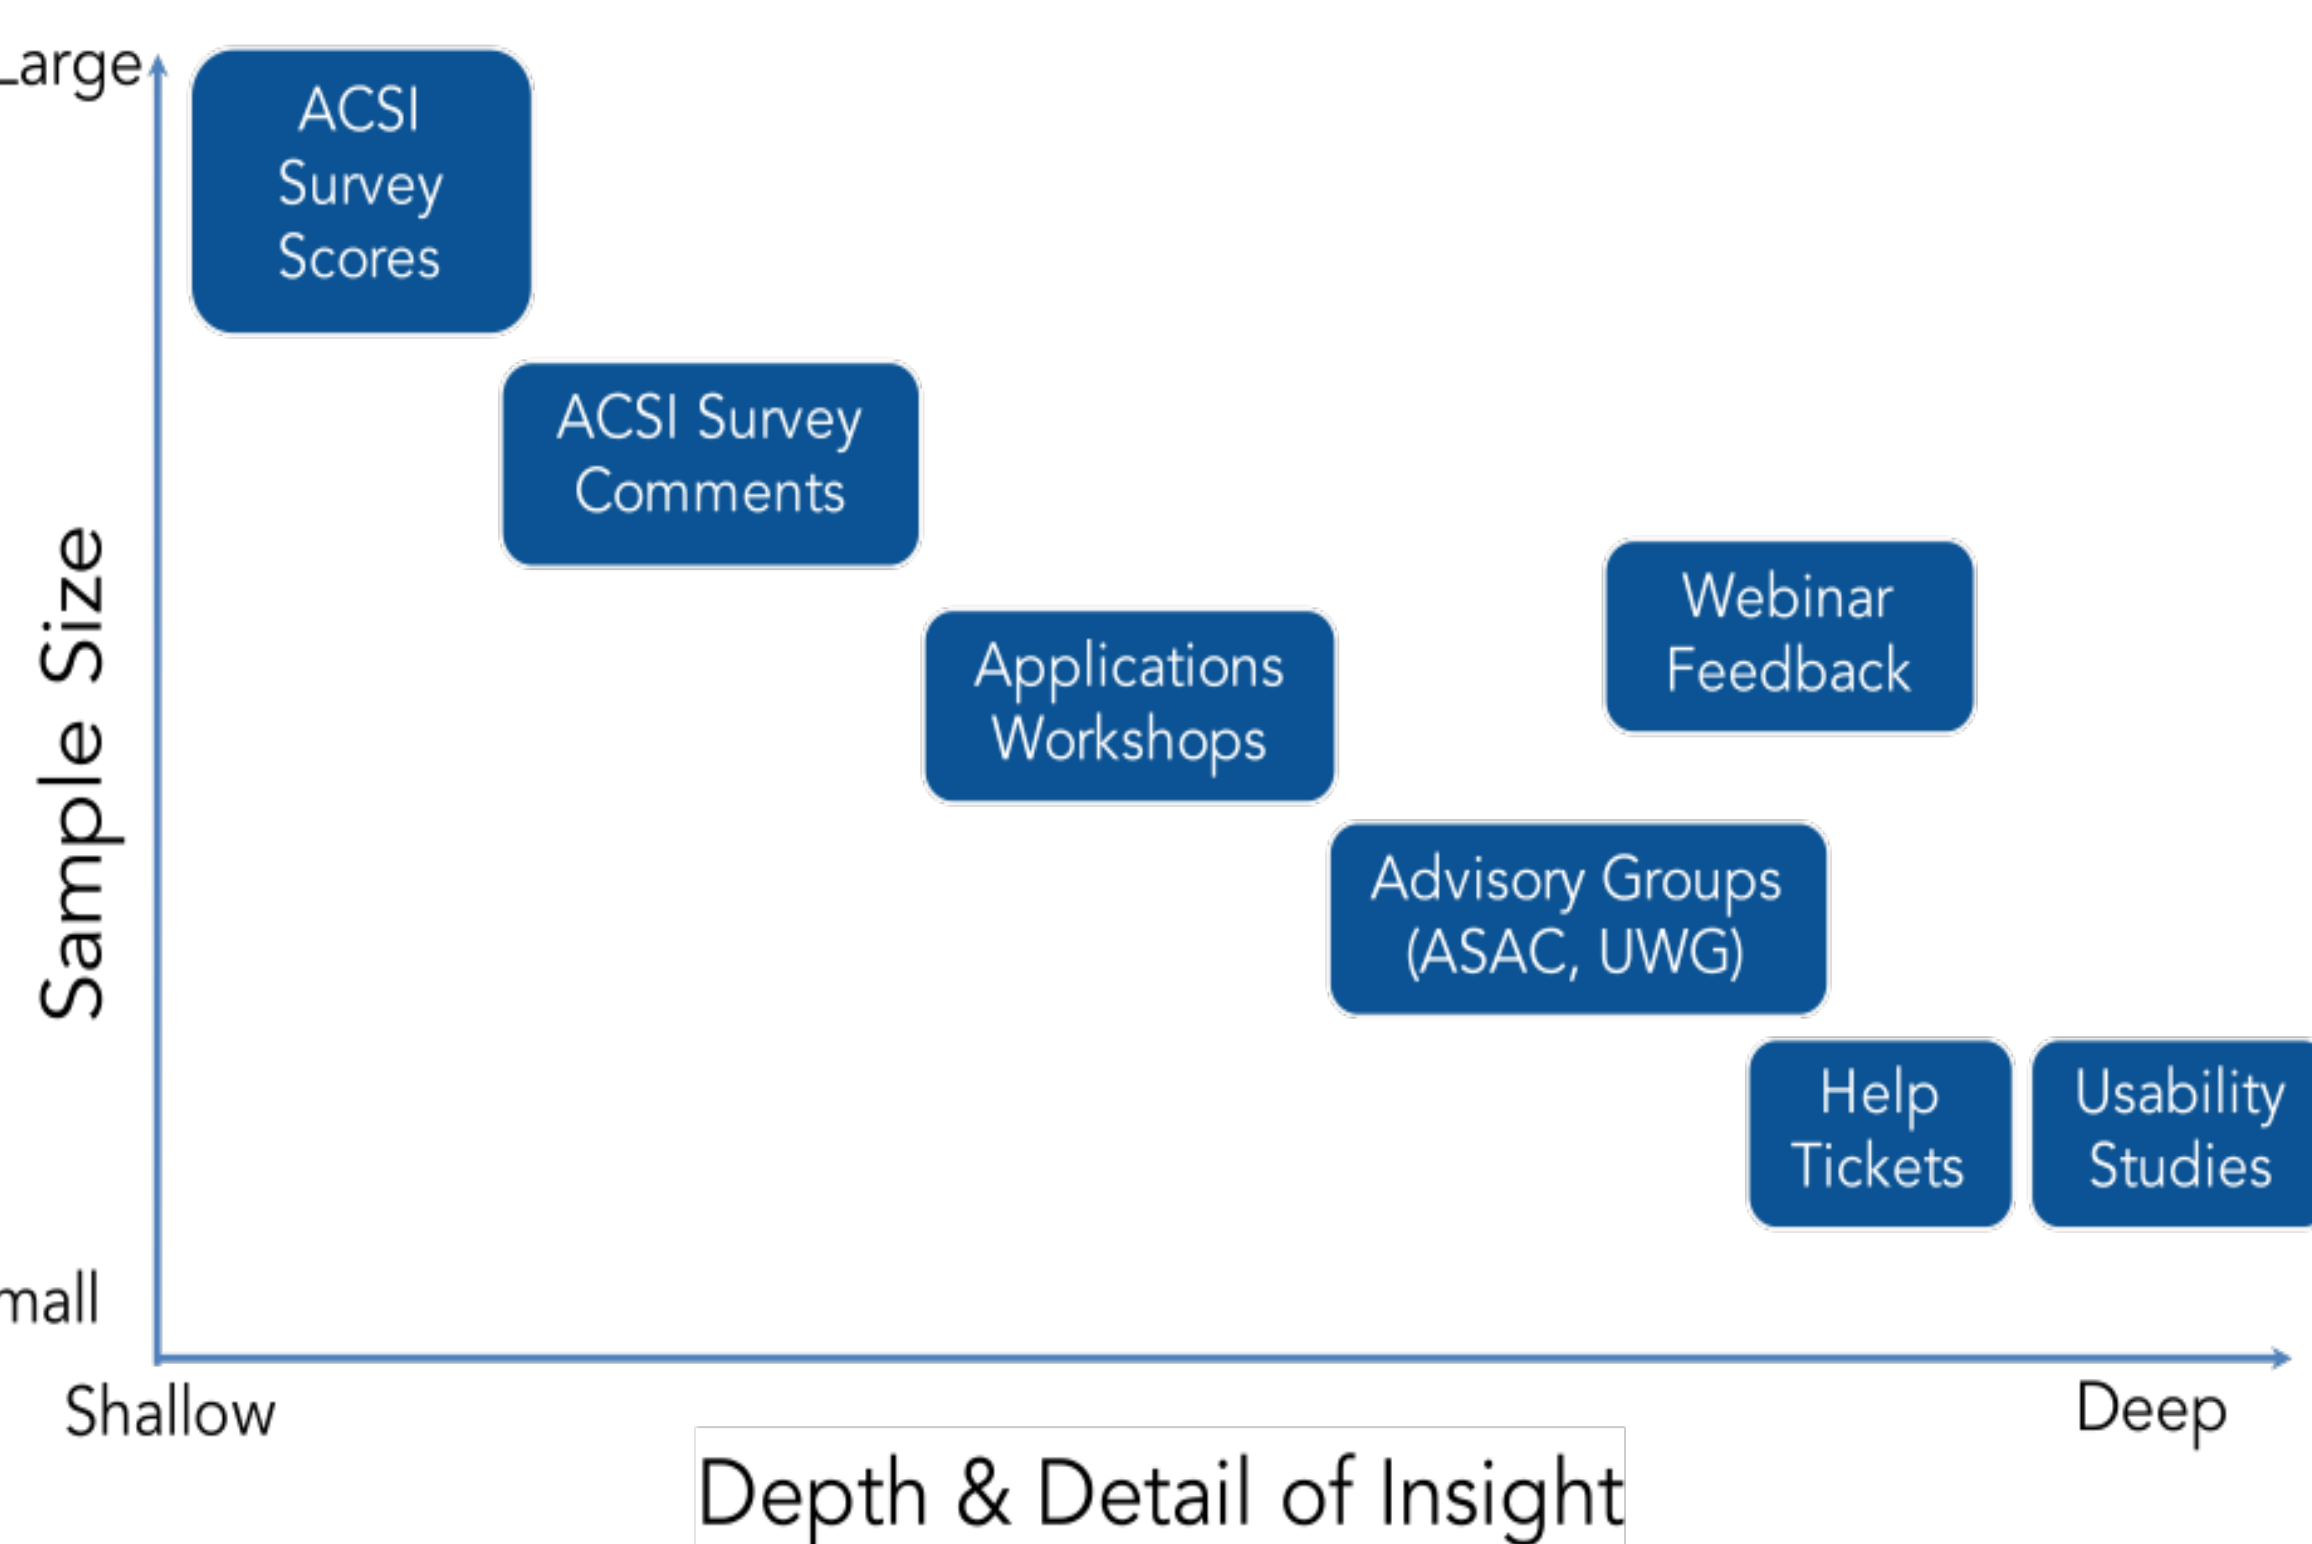 Large
ACSI
Survey
Scores
ACSI Survey
Comments
Webinar
Feedback
Applications
Workshops
Sample Size
Advisory Groups
(ASAC, UWG)
Help
Tickets
Usability
Studies
mall
Shallow
Deep
Depth & Detail of Insight